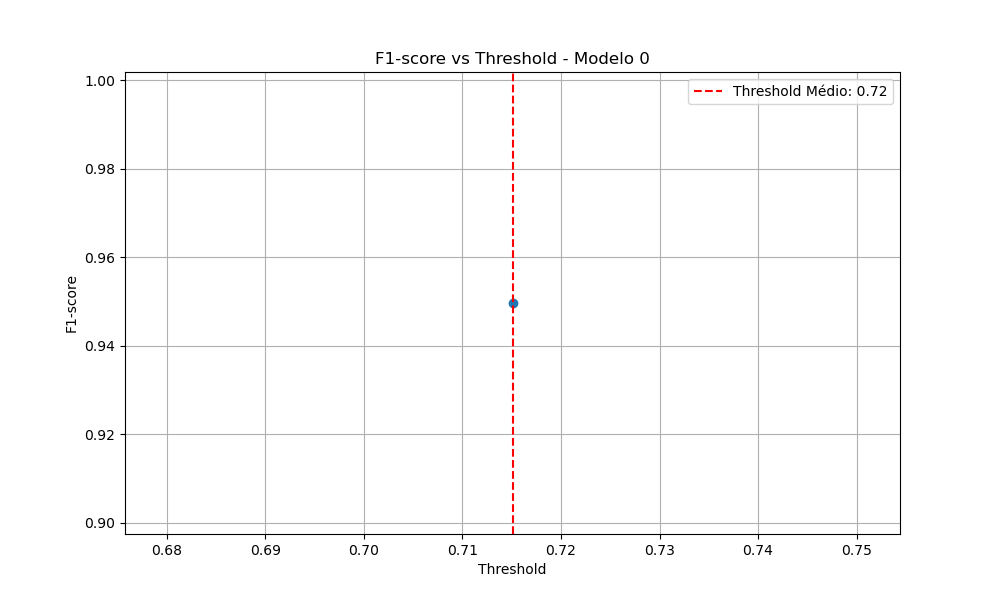 F1-score vs Threshold - Modelo 0
Threshold Médio: 0.72
1.00
0.98
0.96
0.94
0.92
0.90
F1-score
0.68 0.69 0.70 0.71 0.72 0.73 0.74 0.75
Threshold